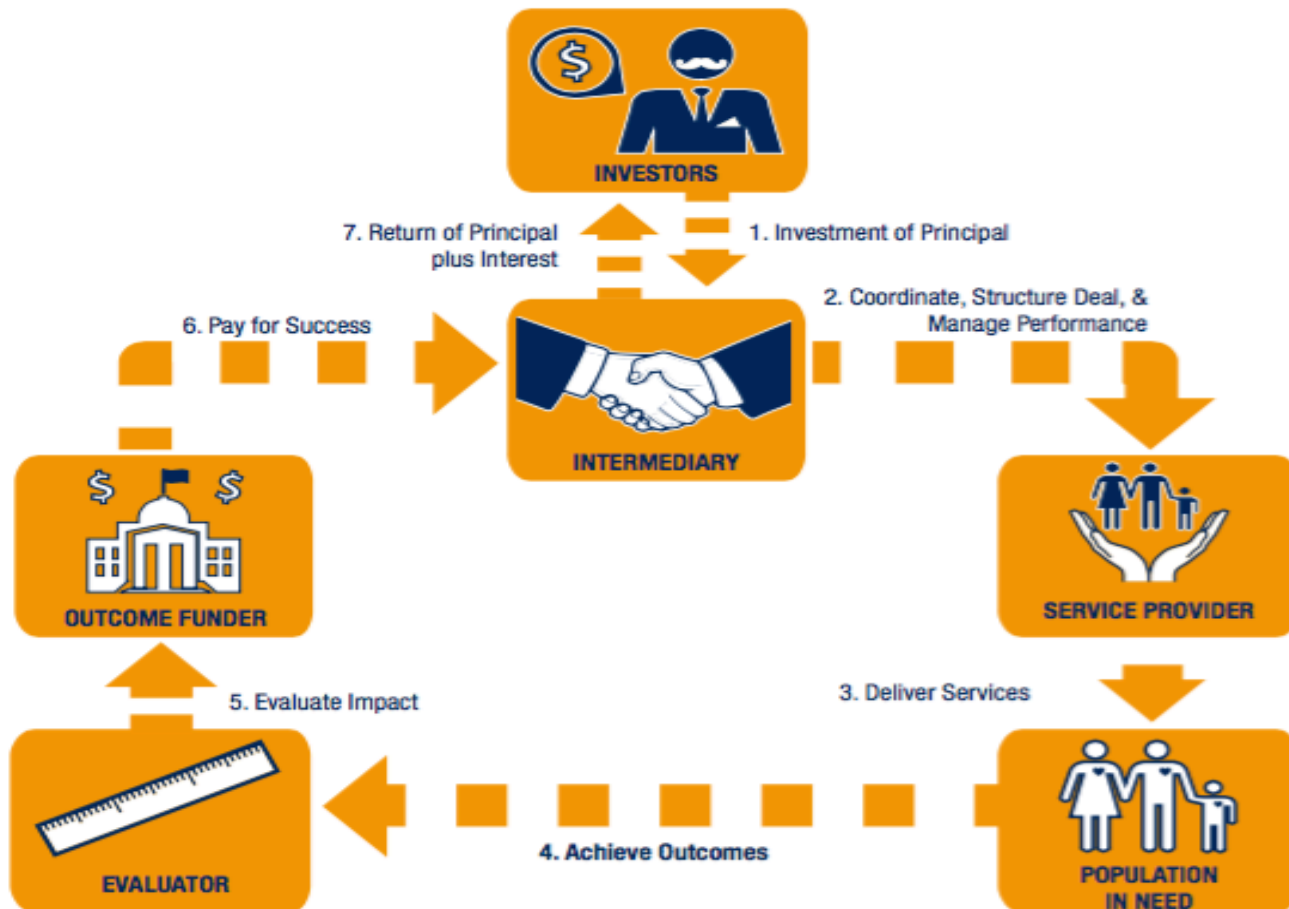 $
INVESTORS
7. Return of Principal
plus Interest
1. Investment of Principal
2. Coordinate, Structure Deal, &
Manage Performance
6. Pay for Success
INTERMEDIARY
$ $
OUTCOME FUNDER
SERVICE PROVIDER
5. Evaluate Impact
3. Deliver Services
4. Achieve Outcomes
EVALUATOR
POPULATION
IN NEED